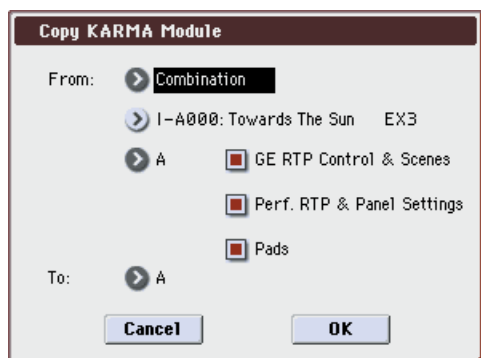 Copy KARMA Module
From: Combination
I-A000: Towards The Sun EX3
A GE RTP Control & Scenes
Perf. RTP & Panel Settings
Pads
To: A
Cancel OK